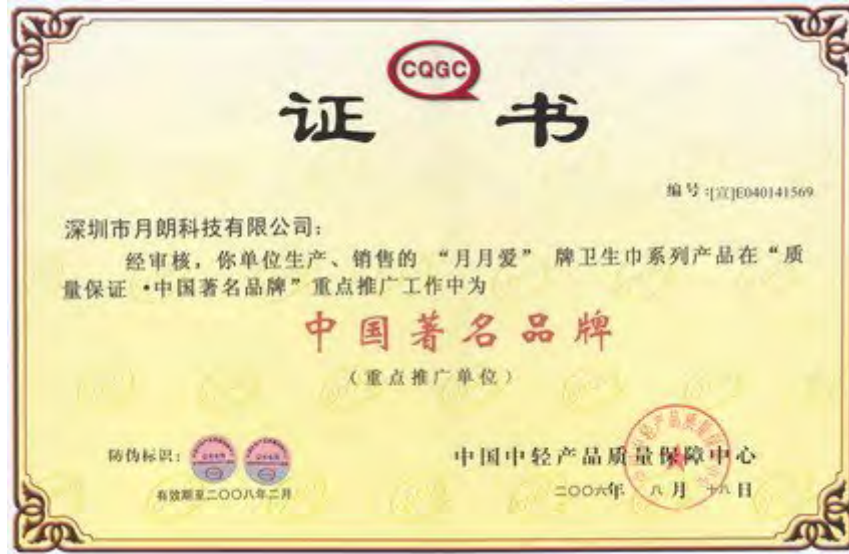 CQGC
证 书
编号:[宣]E040141569
深圳市月朗科技有限公司：
经审核，你单位生产、销售的 “月月爱” 牌卫生巾系列产品在“质
量保证 •中国著名品牌”重点推广工作中为
中国著名品牌
（重点推广单位）
防伪标识：
中国中轻产品质量保障中心
有效期至二〇〇八年二月
二〇〇六年 八月 十八日